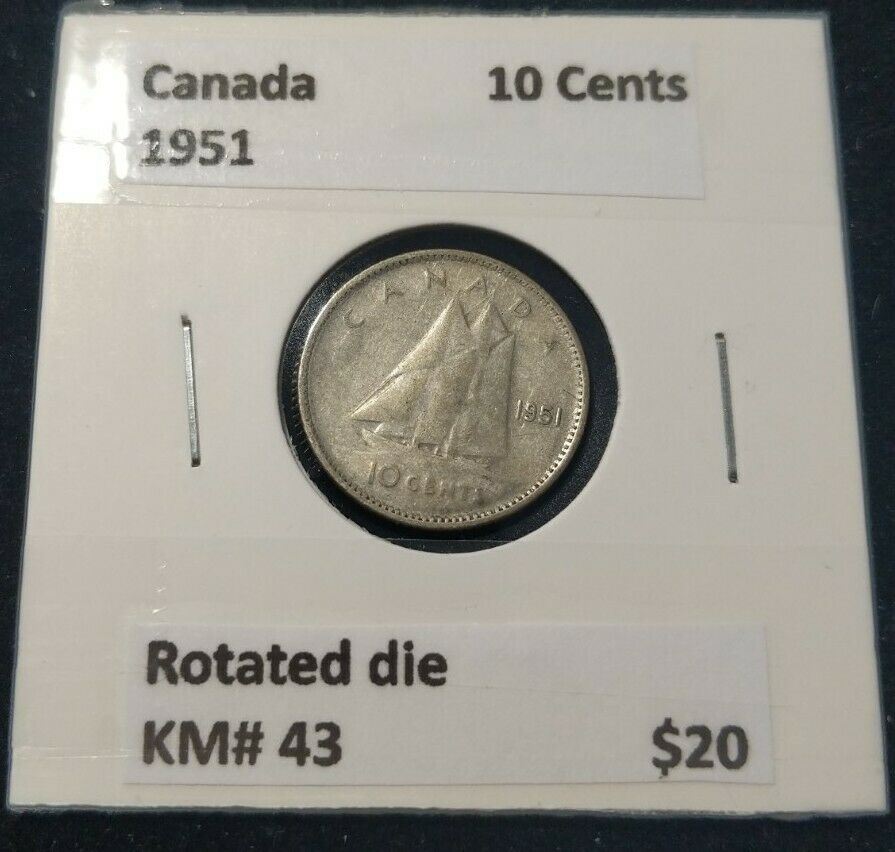 Canada 10 Cents
1951
CANADA
1951
10 CENTS
Rotated die
KM# 43 $20